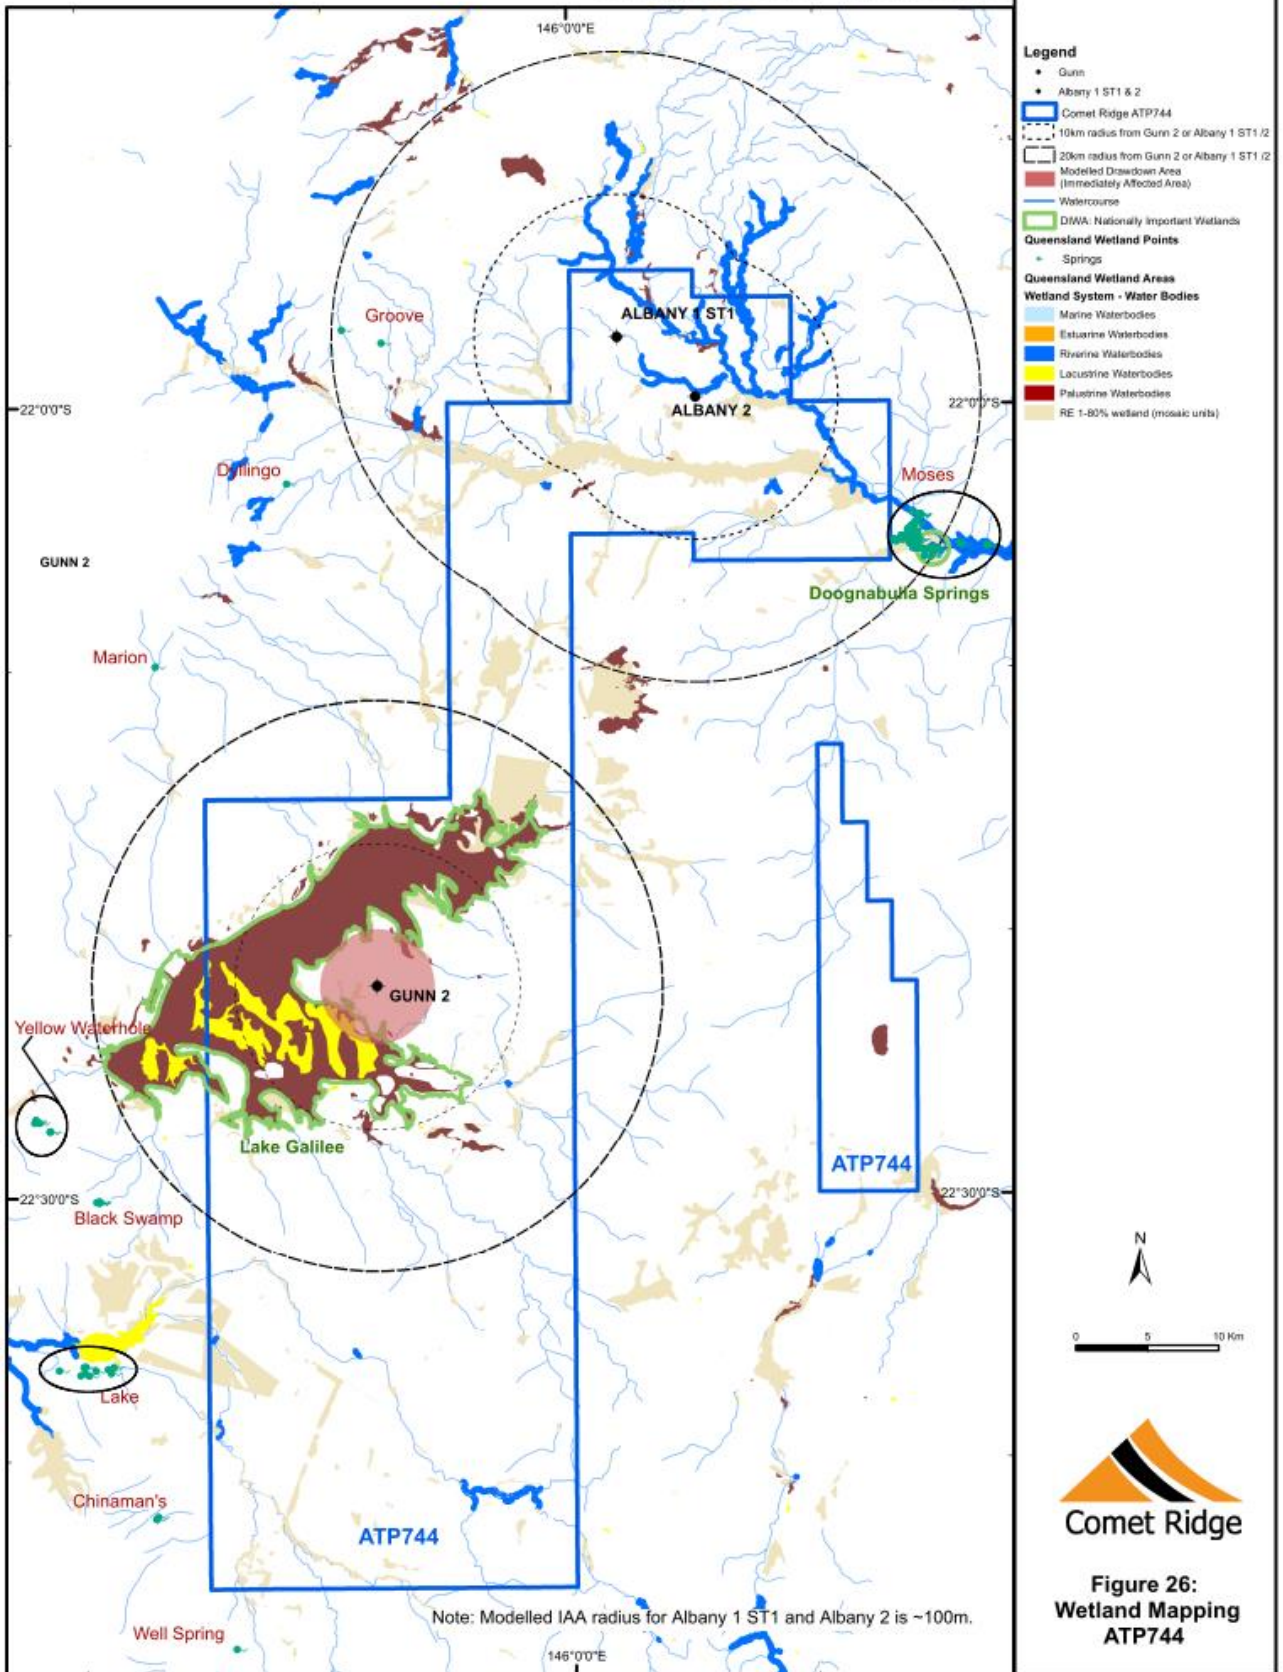 146°0'0"E
Groove
ALBANY 1 ST1
ALBANY 2
22°0'0"S
22°0'0"S
Dyllingo
Moses
GUNN 2
Doognabulla Springs
Marion
GUNN 2
Yellow Waterhole
Lake Galilee
ATP744
22°30'0"S
22°30'0"S
Black Swamp
Lake
Chinaman's
ATP744
Note: Modelled IAA radius for Albany 1 ST1 and Albany 2 is ~100m.
Well Spring
146°0'0"E
Legend
Gunn
Albany 1 ST1 & 2
Comet Ridge ATP744
10km radius from Gunn 2 or Albany 1 ST1 /2
20km radius from Gunn 2 or Albany 1 ST1 /2
Modelled Drawdown Area
(Immediately Affected Area)
Watercourse
DIWA: Nationally Important Wetlands
Queensland Wetland Points
Springs
Queensland Wetland Areas
Wetland System - Water Bodies
Marine Waterbodies
Estuarine Waterbodies
Riverine Waterbodies
Lacustrine Waterbodies
Palustrine Waterbodies
RE 1-80% wetland (mosaic units)
N
0 5 10 Km
Comet Ridge
Figure 26:
Wetland Mapping
ATP744